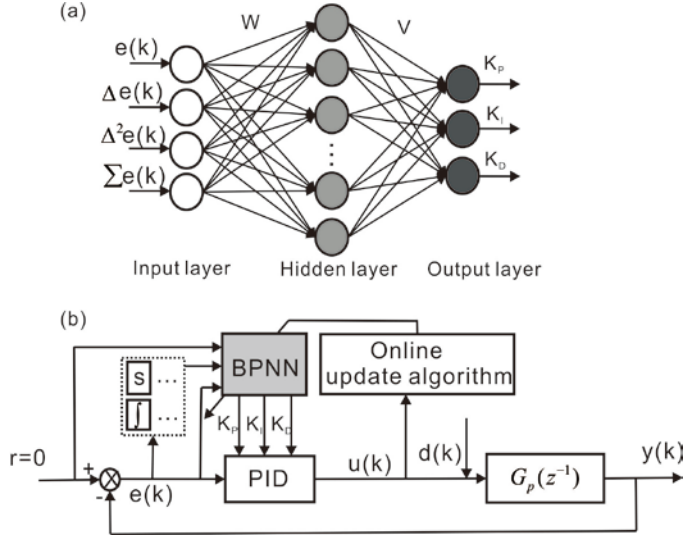 (a)
W
V
e(k)
Δ e(k)
Δ²e(k)
∑e(k)
K_P
K_I
K_D
⋮
Input layer
Hidden layer
Output layer
(b)
BPNN
Online
update algorithm
S ...
∫ ...
K_P K_I K_D
r=0
+
-
e(k)
PID
u(k)
d(k)
G_p(z⁻¹)
y(k)